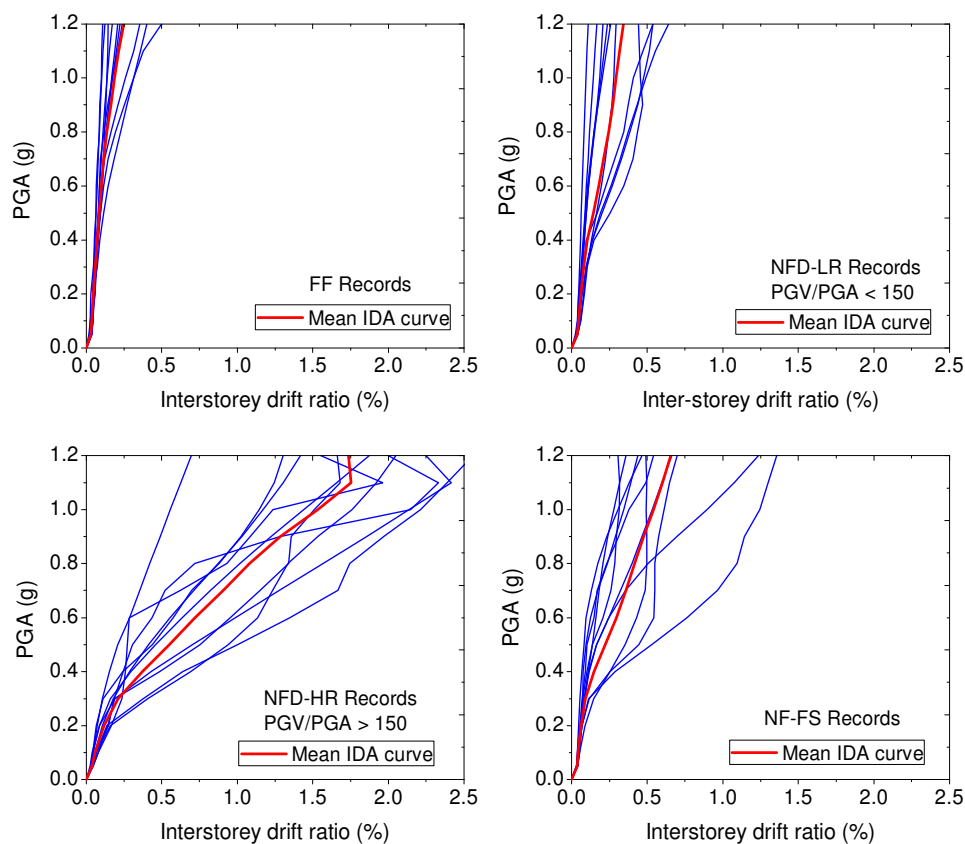 1.2
1.0
0.8
0.6
0.4
0.2
0.0
PGA (g)
FF Records
Mean IDA curve
0.0 0.5 1.0 1.5 2.0 2.5
Interstorey drift ratio (%)
1.2
1.0
0.8
0.6
0.4
0.2
0.0
PGA (g)
NFD-LR Records
PGV/PGA < 150
Mean IDA curve
0.0 0.5 1.0 1.5 2.0 2.5
Inter-storey drift ratio (%)
1.2
1.0
0.8
0.6
0.4
0.2
0.0
PGA (g)
NFD-HR Records
PGV/PGA > 150
Mean IDA curve
0.0 0.5 1.0 1.5 2.0 2.5
Interstorey drift ratio (%)
1.2
1.0
0.8
0.6
0.4
0.2
0.0
PGA (g)
NF-FS Records
Mean IDA curve
0.0 0.5 1.0 1.5 2.0 2.5
Interstorey drift ratio (%)